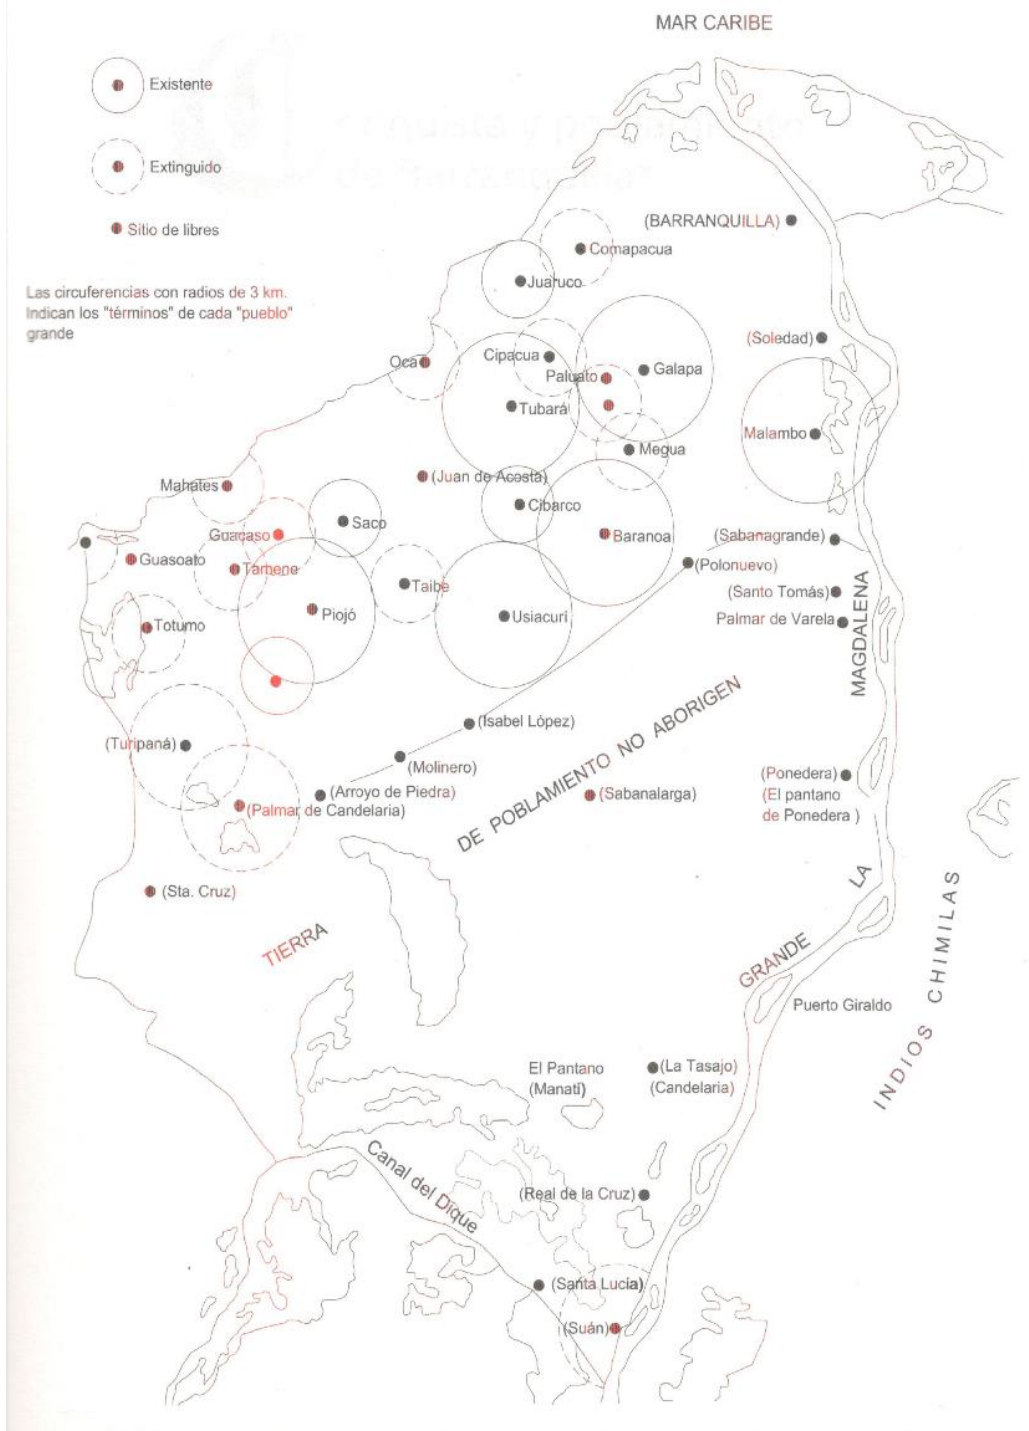 MAR CARIBE
Existente
Extinguido
Sitio de libres
Las circuferencias con radios de 3 km.
Indican los "términos" de cada "pueblo"
grande
(BARRANQUILLA)
Comapacua
Juaruco
(Soledad)
Oca
Cipacua
Paluato
Galapa
Tubará
Malambo
Megua
Mahates
(Juan de Acosta)
Cibarco
Saco
Guacaso
Baranoa
(Sabanagrande)
Guasoato
Tamene
(Polonuevo)
Taibe
(Santo Tomás)
Piojó
Usiacurí
Palmar de Varela
Totumo
MAGDALENA
(Isabel López)
(Turipaná)
DE POBLAMIENTO NO ABORIGEN
(Molinero)
(Ponedera)
(Arroyo de Piedra)
(Sabanalarga)
(El pantano
de Ponedera )
(Palmar de Candelaria)
LA
(Sta. Cruz)
TIERRA
GRANDE
INDIOS CHIMILAS
Puerto Giraldo
El Pantano
(Manatí)
(La Tasajo)
(Candelaria)
Canal del Dique
(Real de la Cruz)
(Santa Lucía)
(Suán)